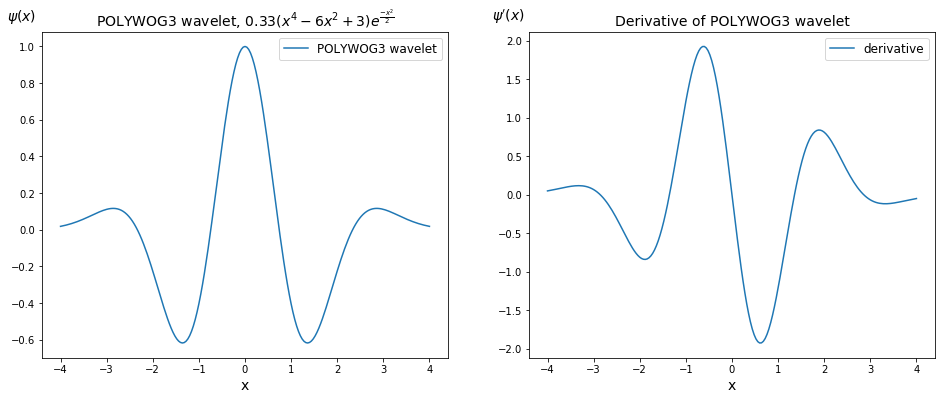 ψ(x)
POLYWOG3 wavelet, 0.33(x⁴ − 6x² + 3)e^(−x²/2)
POLYWOG3 wavelet
1.0
0.8
0.6
0.4
0.2
0.0
−0.2
−0.4
−0.6
−4 −3 −2 −1 0 1 2 3 4
x
ψ′(x)
Derivative of POLYWOG3 wavelet
derivative
2.0
1.5
1.0
0.5
0.0
−0.5
−1.0
−1.5
−2.0
−4 −3 −2 −1 0 1 2 3 4
x